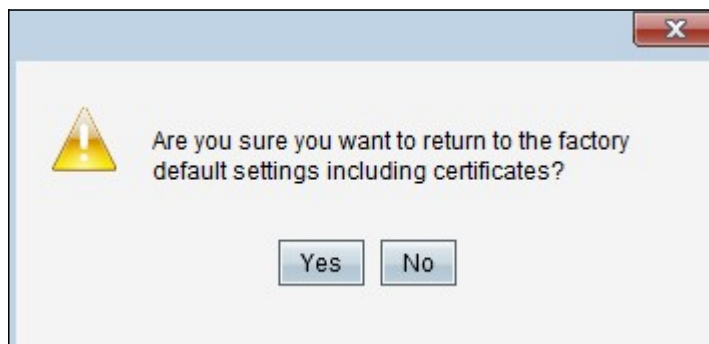 Are you sure you want to return to the factory
default settings including certificates?
Yes No